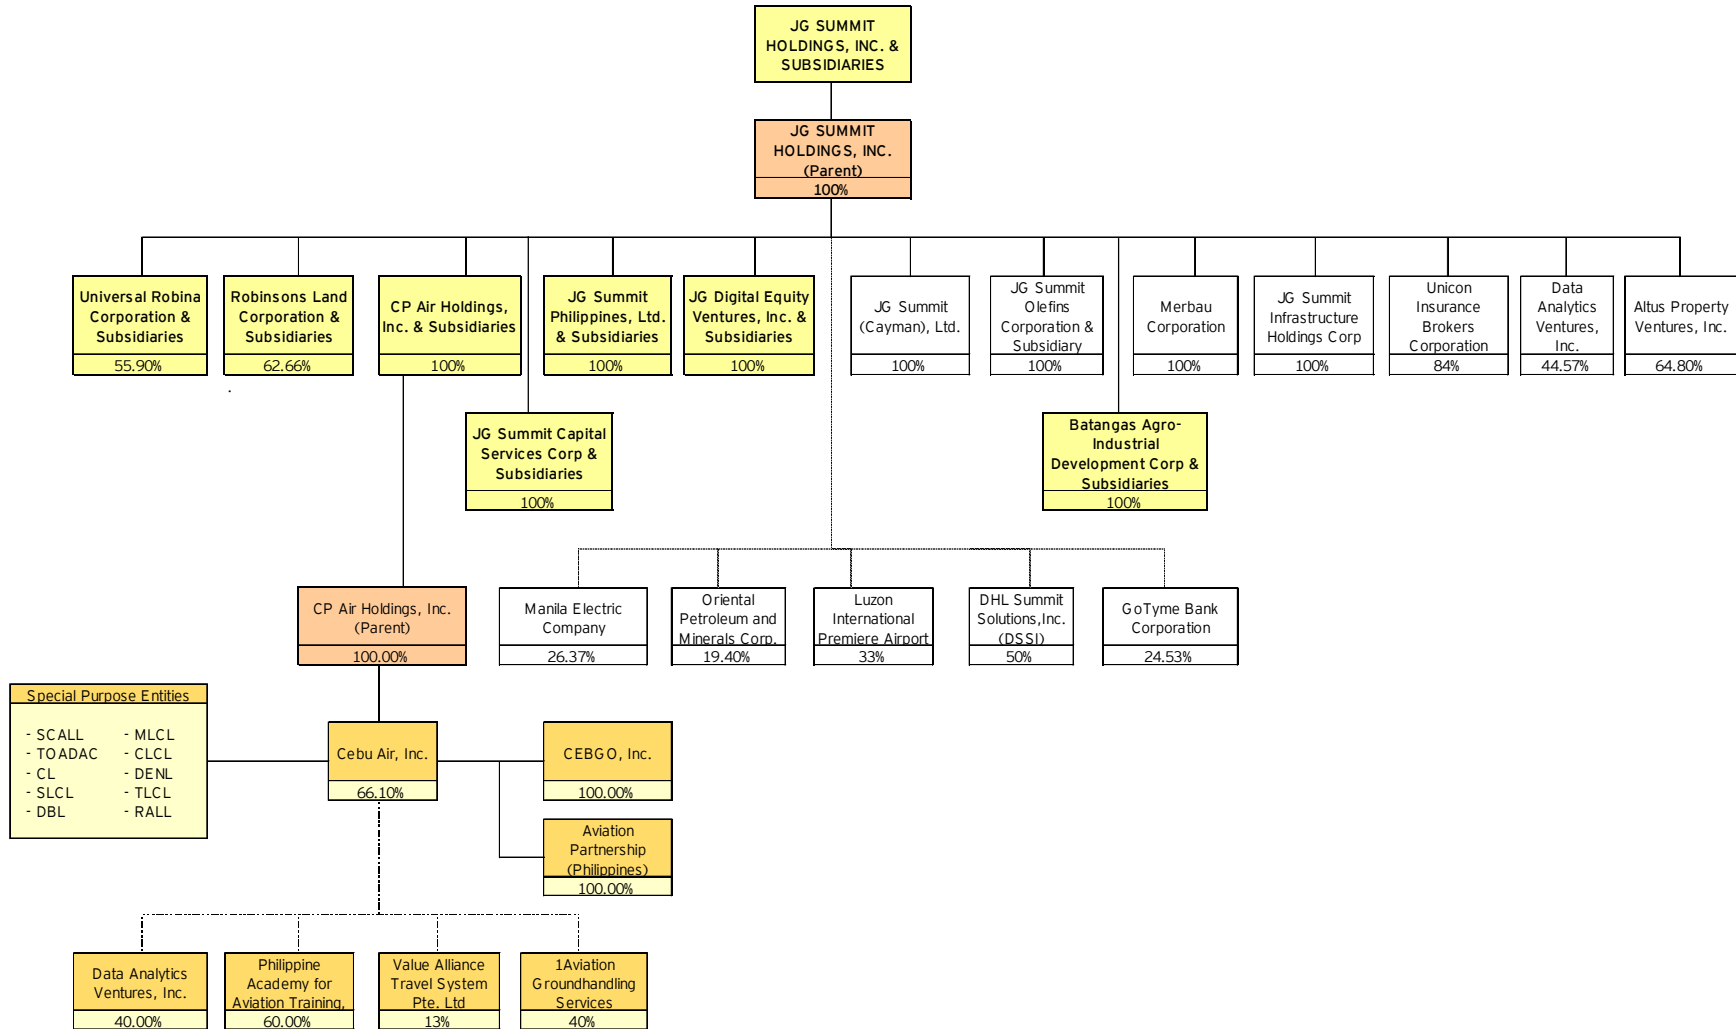 JG SUMMIT
HOLDINGS, INC. &
SUBSIDIARIES
JG SUMMIT
HOLDINGS, INC.
(Parent)
100%
Universal Robina
Corporation &
Subsidiaries
55.90%
Robinsons Land
Corporation &
Subsidiaries
62.66%
CP Air Holdings,
Inc. & Subsidiaries
100%
JG Summit
Philippines, Ltd.
& Subsidiaries
100%
JG Digital Equity
Ventures, Inc. &
Subsidiaries
100%
JG Summit
(Cayman), Ltd.
100%
JG Summit
Olefins
Corporation &
Subsidiary
100%
Merbau
Corporation
100%
JG Summit
Infrastructure
Holdings Corp
100%
Unicon
Insurance
Brokers
Corporation
84%
Data
Analytics
Ventures,
Inc.
44.57%
Altus Property
Ventures, Inc.
64.80%
JG Summit Capital
Services Corp &
Subsidiaries
100%
Batangas Agro-
Industrial
Development Corp &
Subsidiaries
100%
CP Air Holdings, Inc.
(Parent)
100.00%
Manila Electric
Company
26.37%
Oriental
Petroleum and
Minerals Corp.
19.40%
Luzon
International
Premiere Airport
33%
DHL Summit
Solutions,Inc.
(DSSI)
50%
GoTyme Bank
Corporation
24.53%
Special Purpose Entities
- SCALL - MLCL
- TOADAC - CLCL
- CL - DENL
- SLCL - TLCL
- DBL - RALL
Cebu Air, Inc.
66.10%
CEBGO, Inc.
100.00%
Aviation
Partnership
(Philippines)
100.00%
Data Analytics
Ventures, Inc.
40.00%
Philippine
Academy for
Aviation Training,
60.00%
Value Alliance
Travel System
Pte. Ltd
13%
1Aviation
Groundhandling
Services
40%